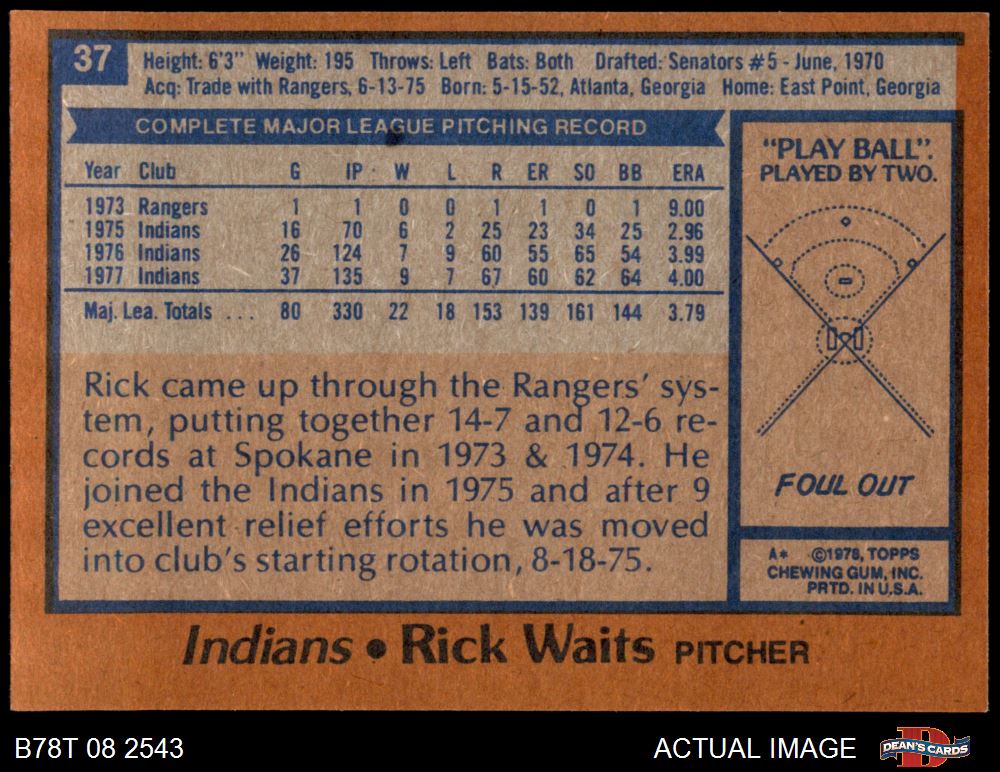 37
Height: 6'3" Weight: 195 Throws: Left Bats: Both Drafted: Senators #5 - June, 1970
Acq: Trade with Rangers, 6-13-75 Born: 5-15-52, Atlanta, Georgia Home: East Point, Georgia
COMPLETE MAJOR LEAGUE PITCHING RECORD
Year Club G IP W L R ER SO BB ERA
1973 Rangers 1 1 0 0 1 1 0 1 9.00
1975 Indians 16 70 6 2 25 23 34 25 2.96
1976 Indians 26 124 7 9 60 55 65 54 3.99
1977 Indians 37 135 9 7 67 60 62 64 4.00
Maj. Lea. Totals ... 80 330 22 18 153 139 161 144 3.79
Rick came up through the Rangers' sys-
tem, putting together 14-7 and 12-6 re-
cords at Spokane in 1973 & 1974. He
joined the Indians in 1975 and after 9
excellent relief efforts he was moved
into club's starting rotation, 8-18-75.
"PLAY BALL".
PLAYED BY TWO.
FOUL OUT
A* ©1978, TOPPS
CHEWING GUM, INC.
PRTD. IN U.S.A.
Indians • Rick Waits PITCHER
B78T 08 2543
ACTUAL IMAGE
D
DEAN'S CARDS